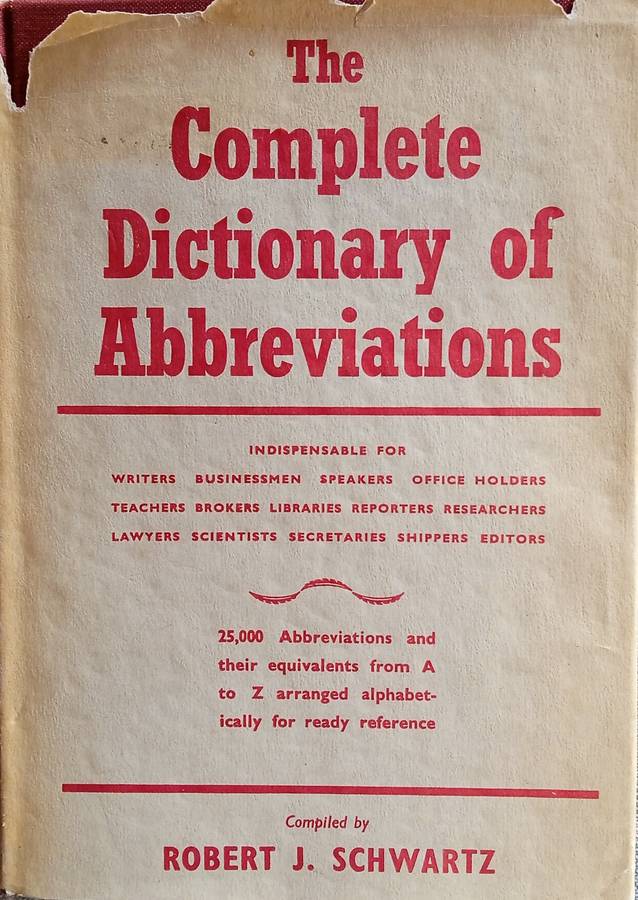 The
Complete
Dictionary of
Abbreviations
INDISPENSABLE FOR
WRITERS BUSINESSMEN SPEAKERS OFFICE HOLDERS
TEACHERS BROKERS LIBRARIES REPORTERS RESEARCHERS
LAWYERS SCIENTISTS SECRETARIES SHIPPERS EDITORS
25,000 Abbreviations and
their equivalents from A
to Z arranged alphabet-
ically for ready reference
Compiled by
ROBERT J. SCHWARTZ